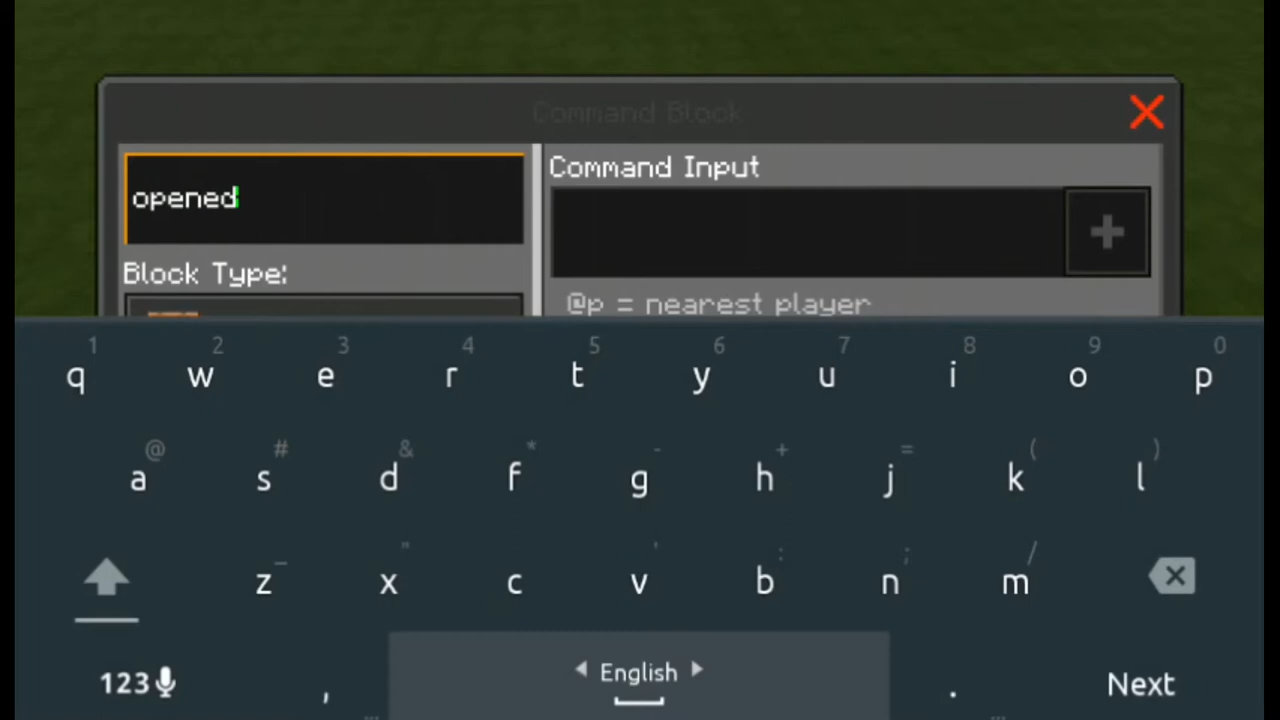 Command Block
opened
Command Input
+
Block Type:
@p = nearest player
1 2 3 4 5 6 7 8 9 0
q w e r t y u i o p
@ # & * - + = ( )
a s d f g h j k l
_ " ' : ; /
z x c v b n m
123 , English . Next